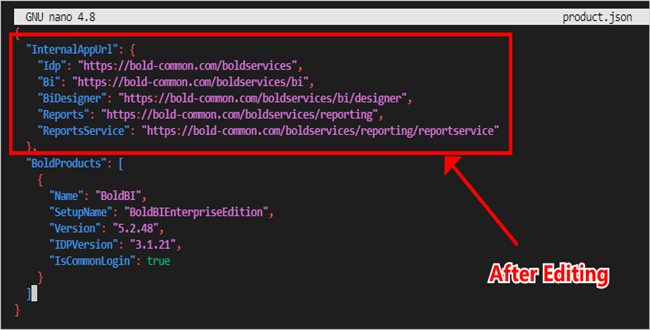 GNU nano 4.8 product.json
{
"InternalAppUrl": {
"Idp": "https://bold-common.com/boldservices",
"Bi": "https://bold-common.com/boldservices/bi",
"BiDesigner": "https://bold-common.com/boldservices/bi/designer",
"Reports": "https://bold-common.com/boldservices/reporting",
"ReportsService": "https://bold-common.com/boldservices/reporting/reportservice"
},
"BoldProducts": [
{
"Name": "BoldBI",
"SetupName": "BoldBIEnterpriseEdition",
"Version": "5.2.48",
"IDPVersion": "3.1.21",
"IsCommonLogin": true
}
]
}
After Editing